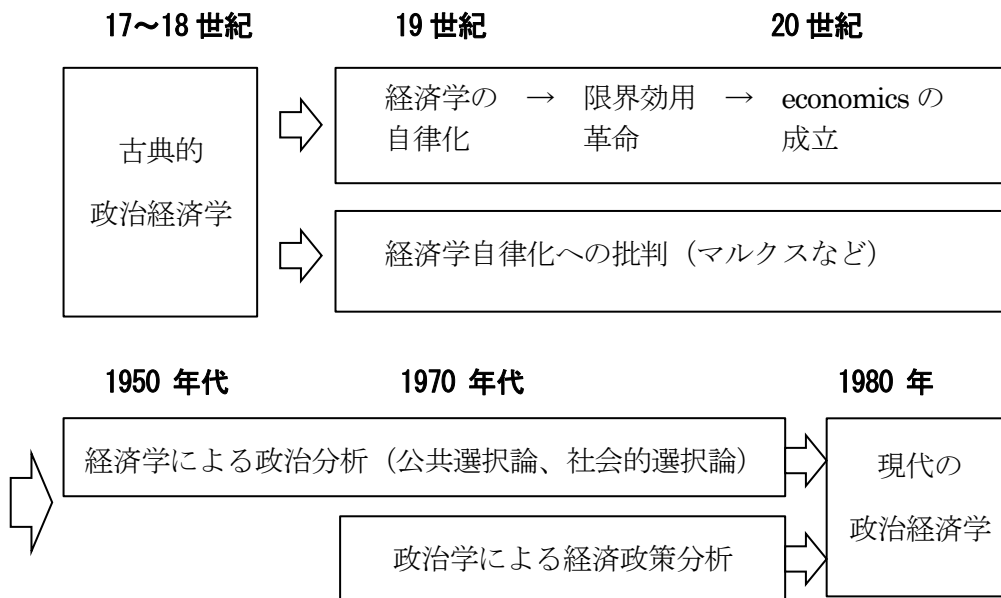 17～18 世紀 19 世紀 20 世紀
古典的
政治経済学
経済学の → 限界効用 → economics の
自律化 革命 成立
経済学自律化への批判（マルクスなど）
1950 年代 1970 年代 1980 年
経済学による政治分析（公共選択論、社会的選択論）
政治学による経済政策分析
現代の
政治経済学